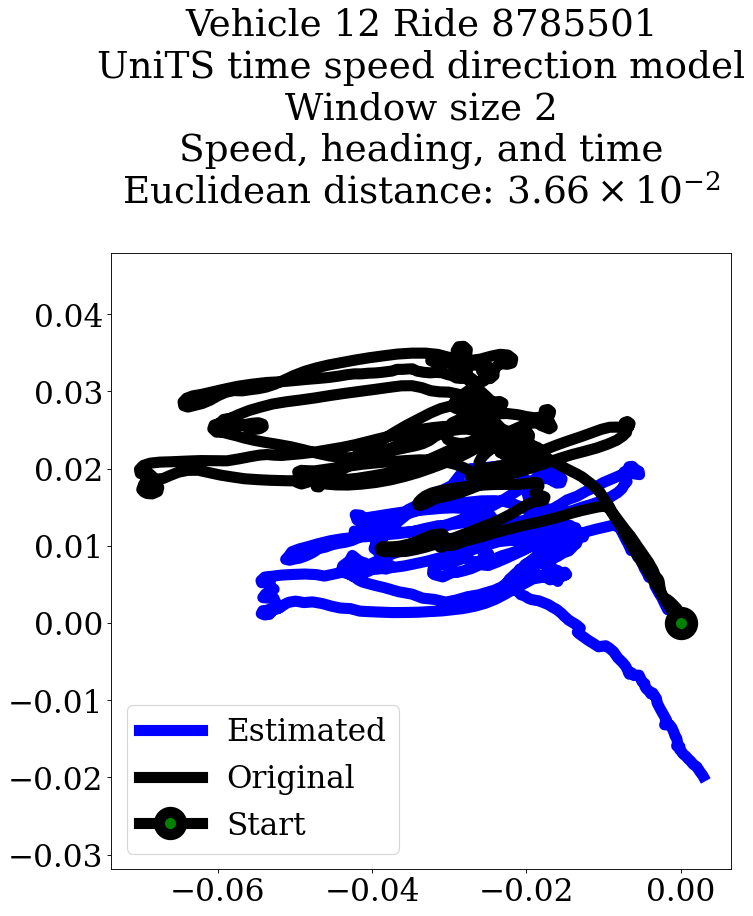 Vehicle 12 Ride 8785501
UniTS time speed direction model
Window size 2
Speed, heading, and time
Euclidean distance: 3.66 × 10⁻²
0.04
0.03
0.02
0.01
0.00
−0.01
−0.02
−0.03
Estimated
Original
Start
−0.06 −0.04 −0.02 0.00